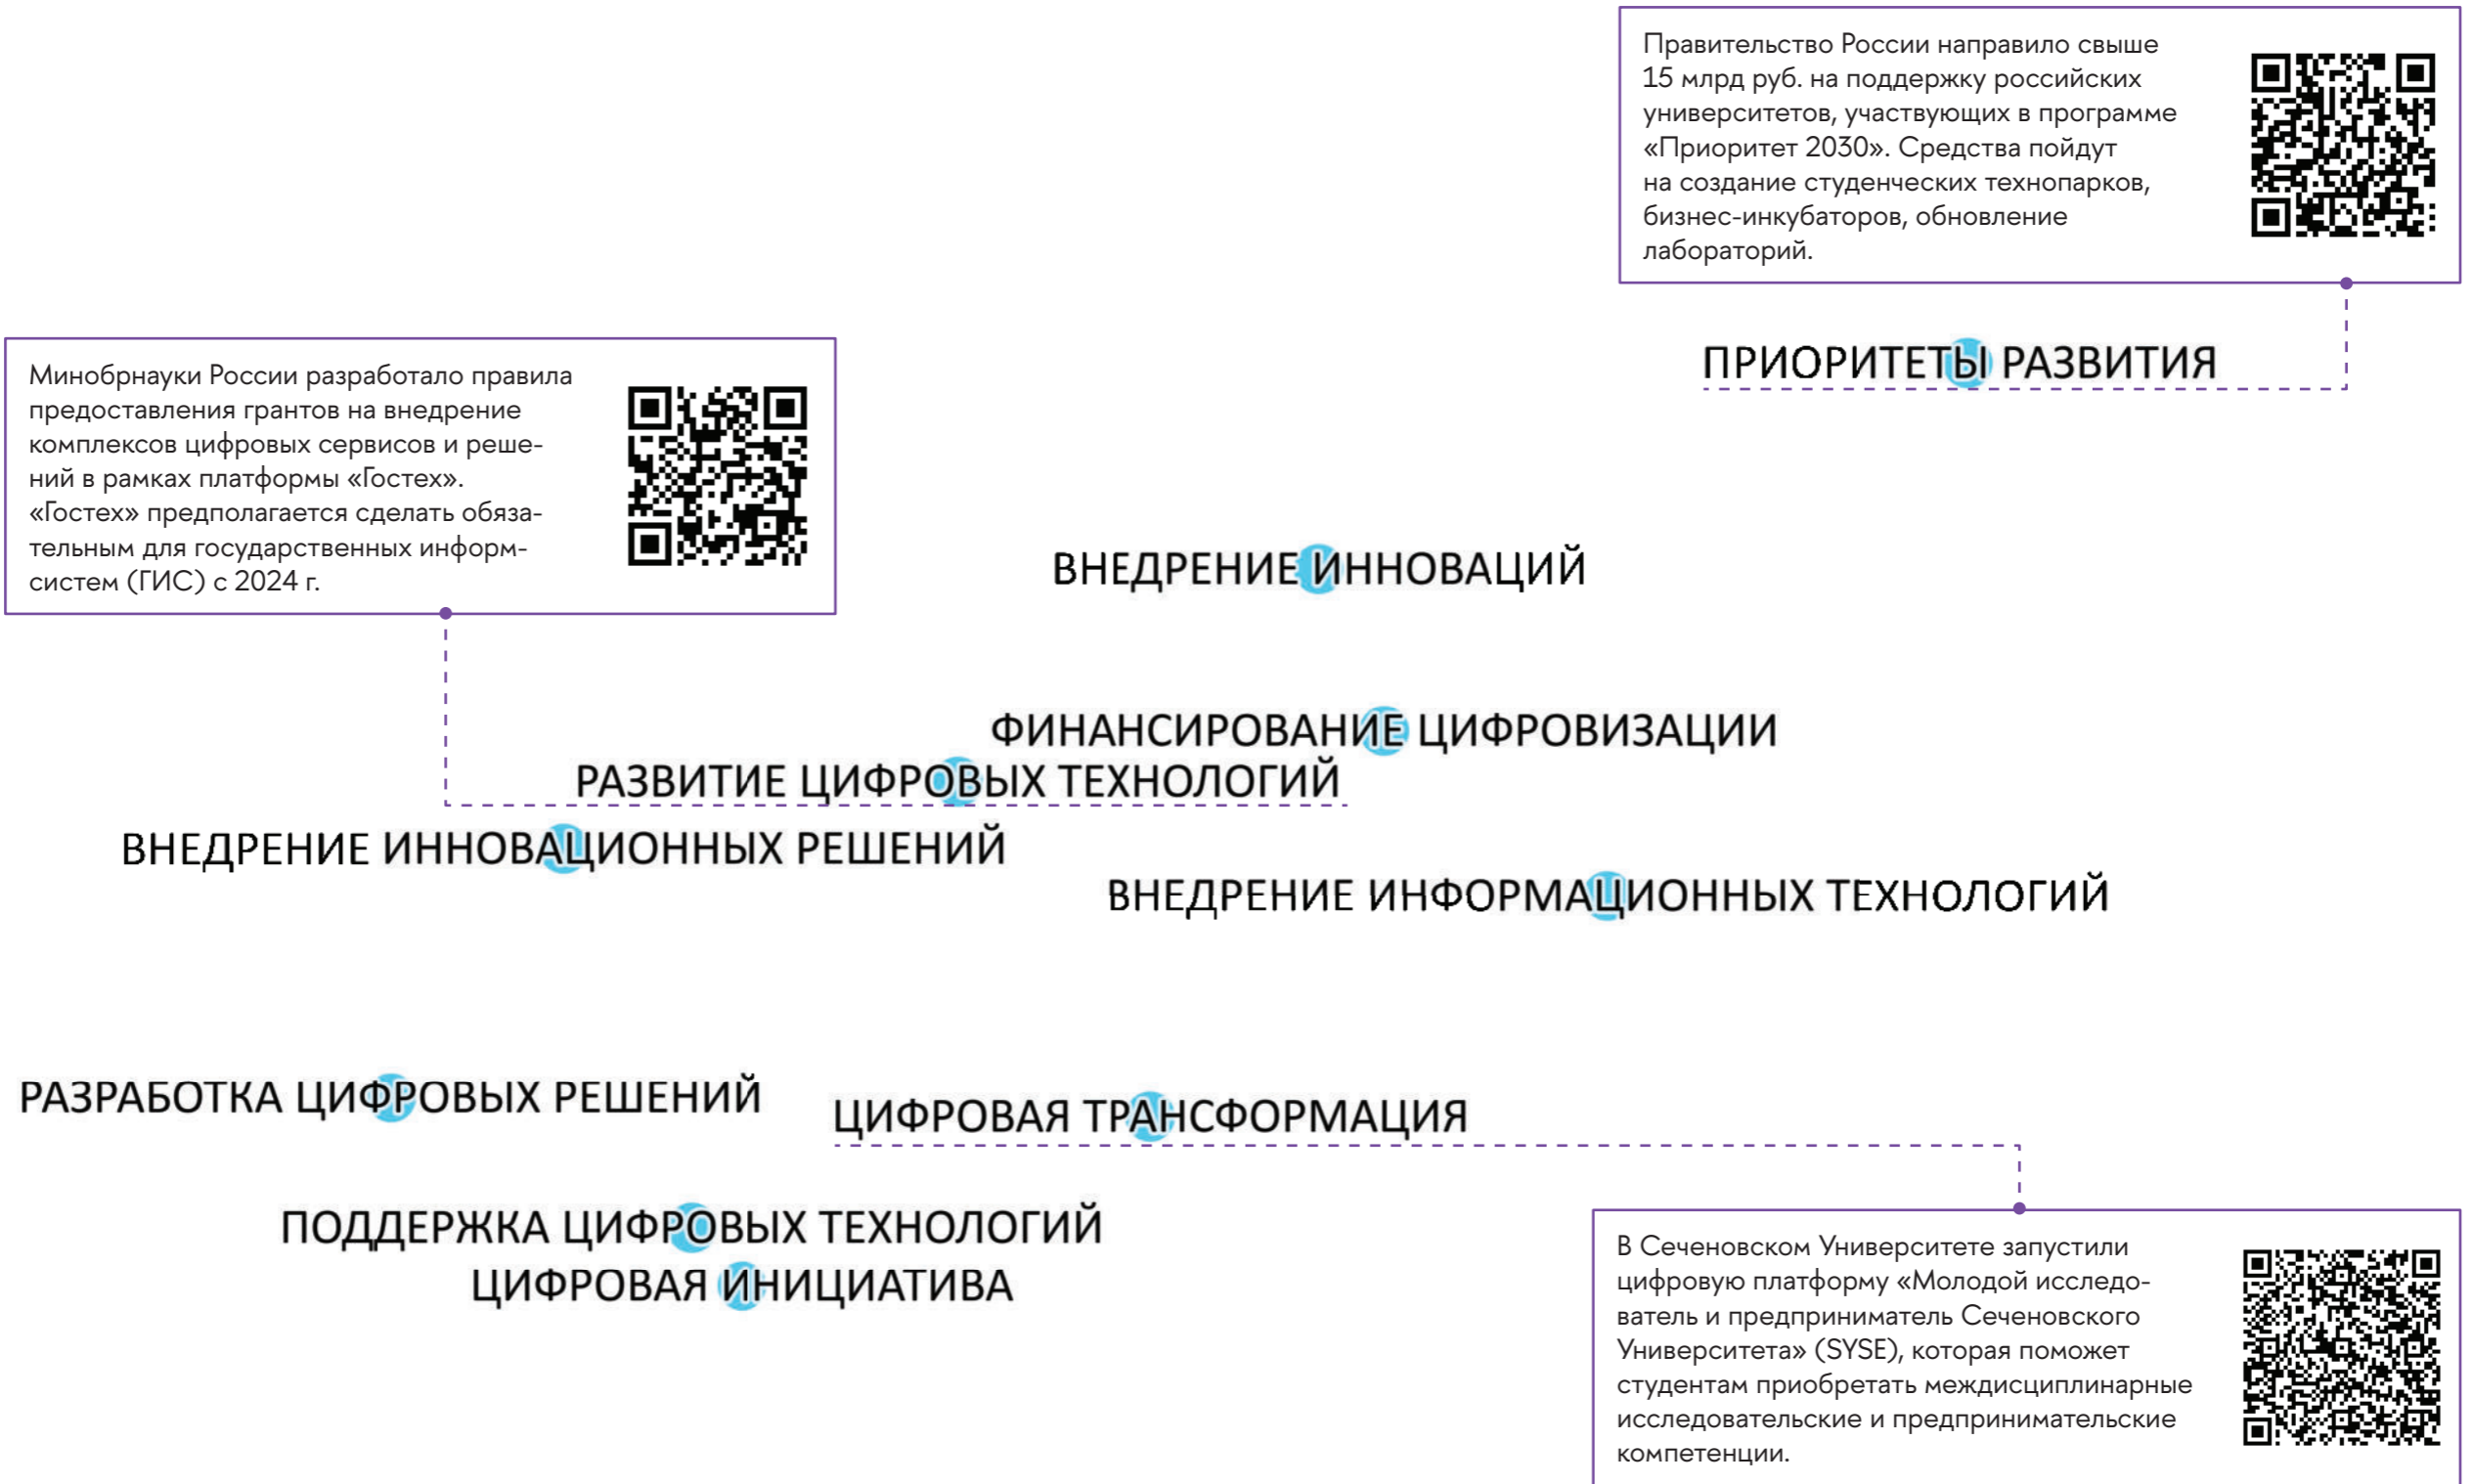 Правительство России направило свыше
15 млрд руб. на поддержку российских
университетов, участвующих в программе
«Приоритет 2030». Средства пойдут
на создание студенческих технопарков,
бизнес-инкубаторов, обновление
лабораторий.
ПРИОРИТЕТЫ РАЗВИТИЯ
Минобрнауки России разработало правила
предоставления грантов на внедрение
комплексов цифровых сервисов и реше-
ний в рамках платформы «Гостех».
«Гостех» предполагается сделать обяза-
тельным для государственных информ-
систем (ГИС) с 2024 г.
ВНЕДРЕНИЕ ИННОВАЦИЙ
ФИНАНСИРОВАНИЕ ЦИФРОВИЗАЦИИ
РАЗВИТИЕ ЦИФРОВЫХ ТЕХНОЛОГИЙ
ВНЕДРЕНИЕ ИННОВАЦИОННЫХ РЕШЕНИЙ
ВНЕДРЕНИЕ ИНФОРМАЦИОННЫХ ТЕХНОЛОГИЙ
РАЗРАБОТКА ЦИФРОВЫХ РЕШЕНИЙ
ЦИФРОВАЯ ТРАНСФОРМАЦИЯ
ПОДДЕРЖКА ЦИФРОВЫХ ТЕХНОЛОГИЙ
ЦИФРОВАЯ ИНИЦИАТИВА
В Сеченовском Университете запустили
цифровую платформу «Молодой исследо-
ватель и предприниматель Сеченовского
Университета» (SYSE), которая поможет
студентам приобретать междисциплинарные
исследовательские и предпринимательские
компетенции.